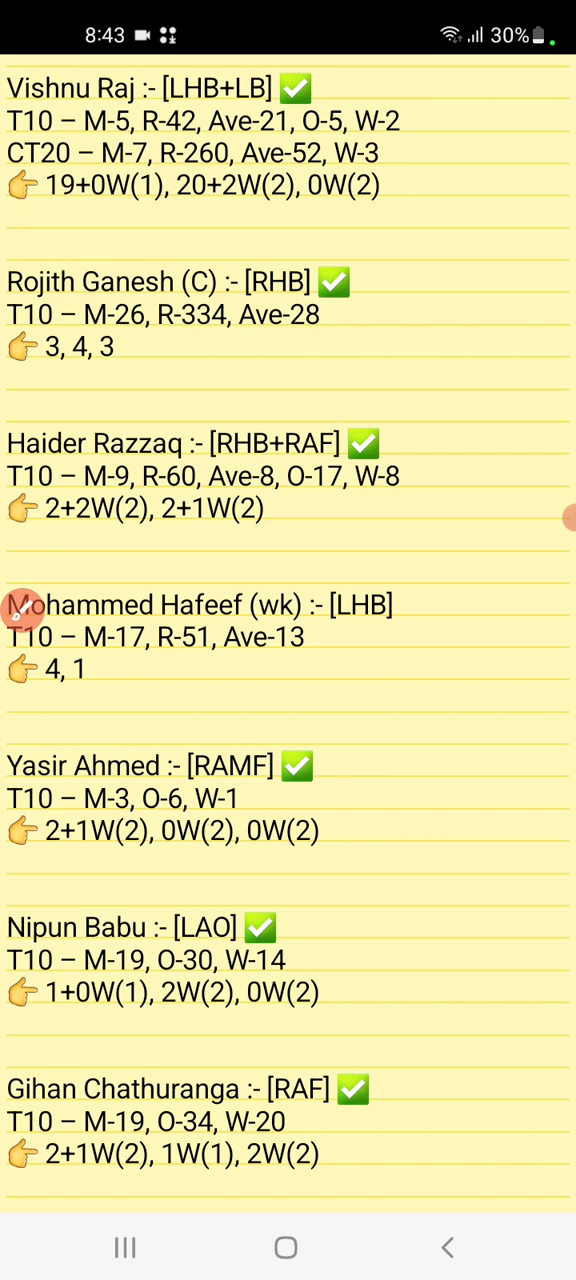 8:43 30%
Vishnu Raj :- [LHB+LB] ✅
T10 – M-5, R-42, Ave-21, O-5, W-2
CT20 – M-7, R-260, Ave-52, W-3
👉 19+0W(1), 20+2W(2), 0W(2)
Rojith Ganesh (C) :- [RHB] ✅
T10 – M-26, R-334, Ave-28
👉 3, 4, 3
Haider Razzaq :- [RHB+RAF] ✅
T10 – M-9, R-60, Ave-8, O-17, W-8
👉 2+2W(2), 2+1W(2)
Mohammed Hafeef (wk) :- [LHB]
T10 – M-17, R-51, Ave-13
👉 4, 1
Yasir Ahmed :- [RAMF] ✅
T10 – M-3, O-6, W-1
👉 2+1W(2), 0W(2), 0W(2)
Nipun Babu :- [LAO] ✅
T10 – M-19, O-30, W-14
👉 1+0W(1), 2W(2), 0W(2)
Gihan Chathuranga :- [RAF] ✅
T10 – M-19, O-34, W-20
👉 2+1W(2), 1W(1), 2W(2)